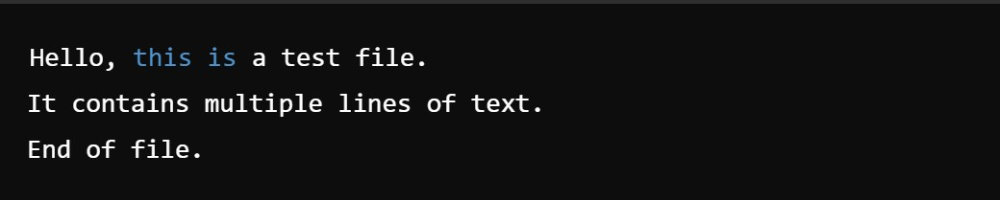 Hello, this is a test file.
It contains multiple lines of text.
End of file.